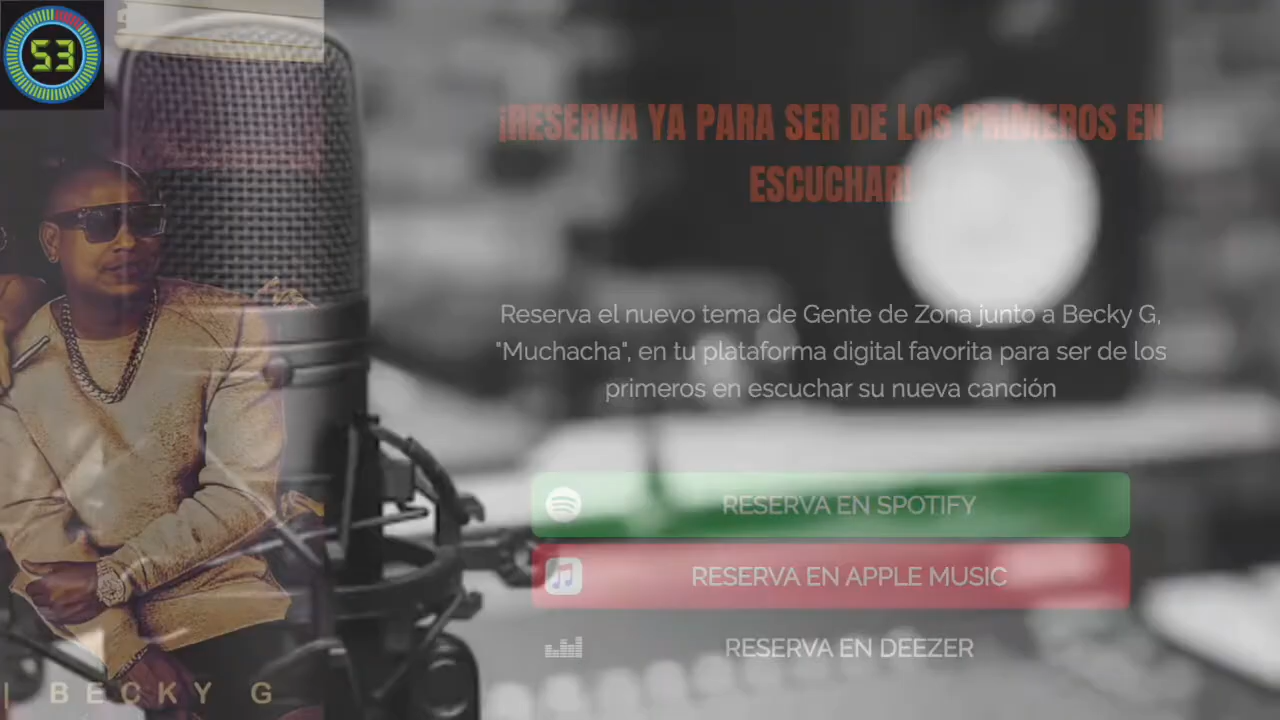 53
¡RESERVA YA PARA SER DE LOS PRIMEROS EN
ESCUCHAR!
Reserva el nuevo tema de Gente de Zona junto a Becky G,
"Muchacha", en tu plataforma digital favorita para ser de los
primeros en escuchar su nueva canción
RESERVA EN SPOTIFY
RESERVA EN APPLE MUSIC
RESERVA EN DEEZER
| BECKY G